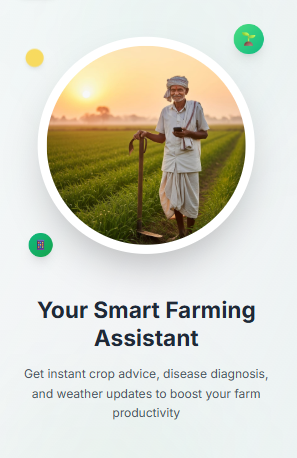 Your Smart Farming
Assistant
Get instant crop advice, disease diagnosis,
and weather updates to boost your farm
productivity